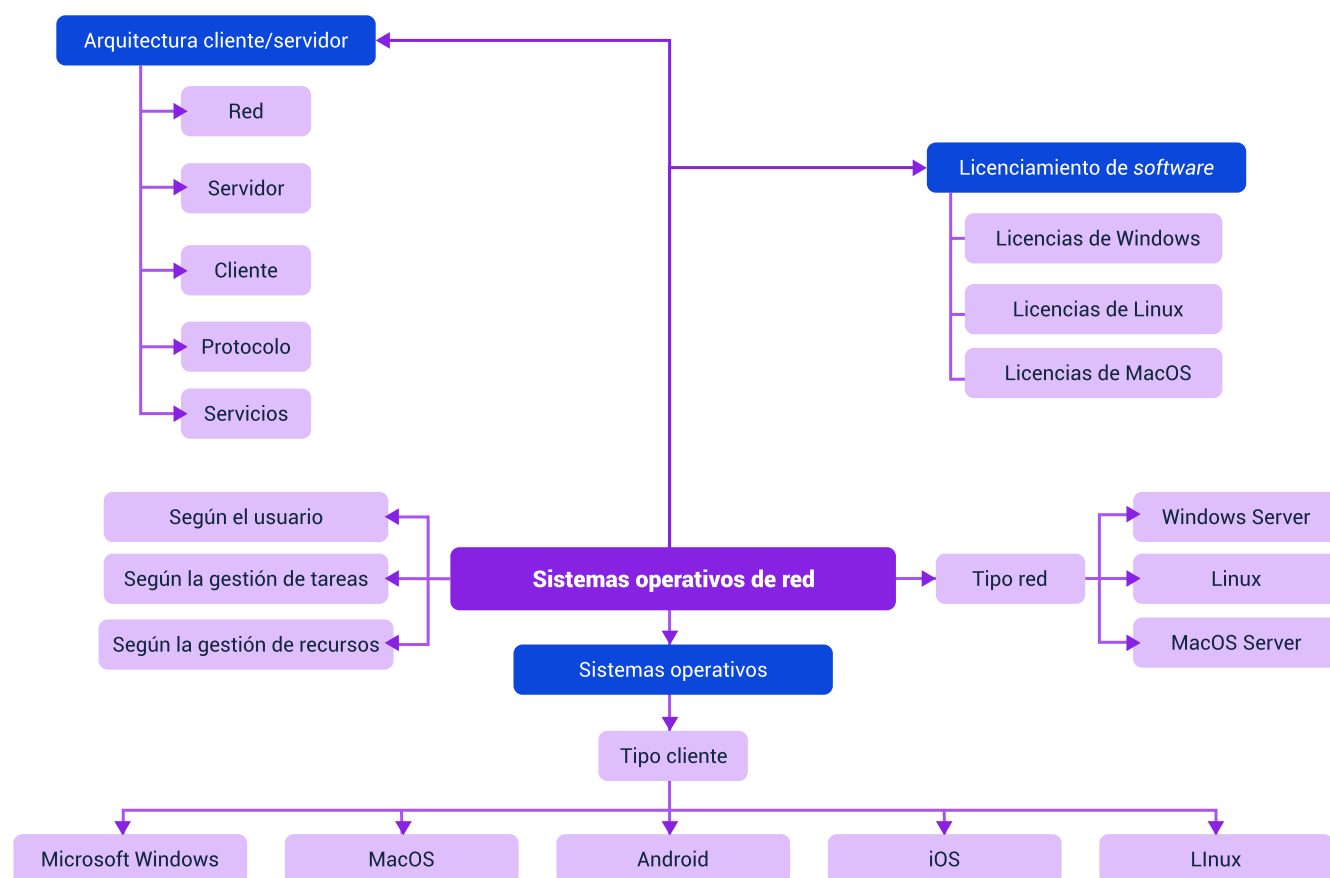 Arquitectura cliente/servidor
Red
Servidor
Cliente
Protocolo
Servicios
Licenciamiento de software
Licencias de Windows
Licencias de Linux
Licencias de MacOS
Según el usuario
Según la gestión de tareas
Según la gestión de recursos
Sistemas operativos de red
Tipo red
Windows Server
Linux
MacOS Server
Sistemas operativos
Tipo cliente
Microsoft Windows
MacOS
Android
iOS
LInux